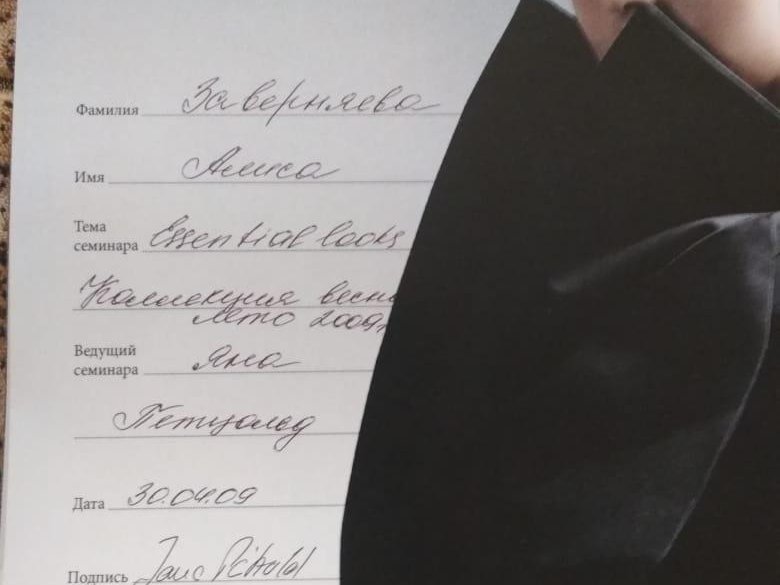 Фамилия Заверняева
Имя Алиса
Тема
семинара Essential looks
Коллекция весна
лето 2009г
Ведущий
семинара Яна
Петцолд
Дата 30.04.09
Подпись